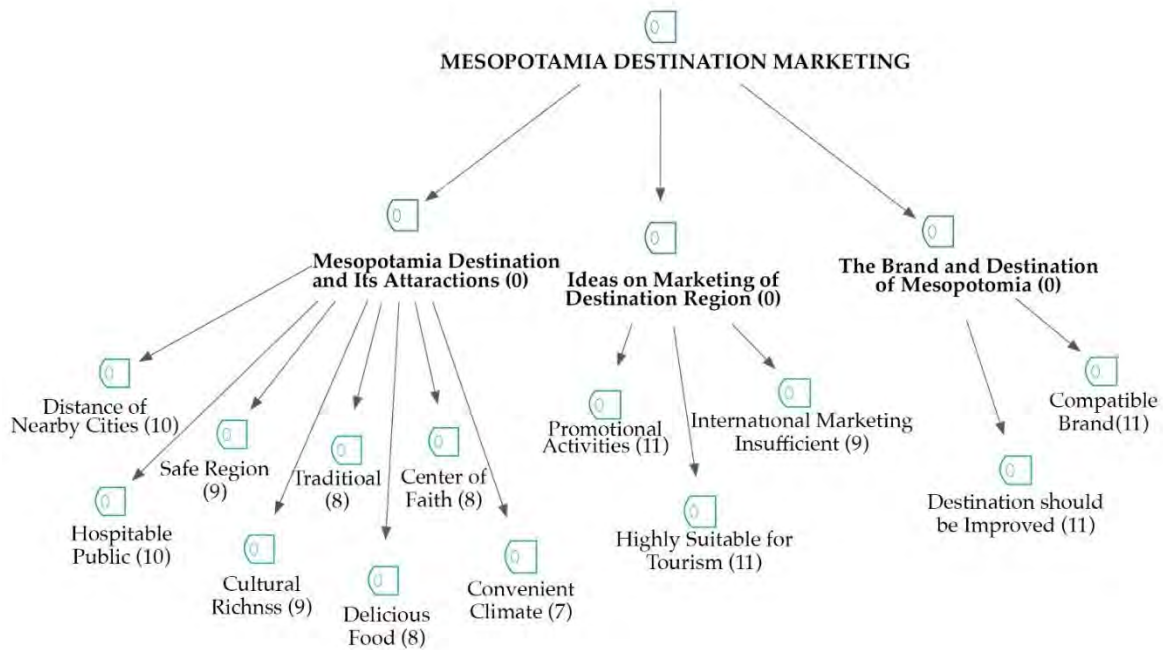 MESOPOTAMIA DESTINATION MARKETING
Mesopotamia Destination
and Its Attaractions (0)
Ideas on Marketing of
Destination Region (0)
The Brand and Destination
of Mesopotomia (0)
Distance of
Nearby Cities (10)
Hospitable
Public (10)
Safe Region
(9)
Cultural
Richnss (9)
Traditioal
(8)
Delicious
Food (8)
Center of
Faith (8)
Convenient
Climate (7)
Promotional
Activities (11)
Highly Suitable for
Tourism (11)
International Marketing
Insufficient (9)
Destination should
be Improved (11)
Compatible
Brand(11)